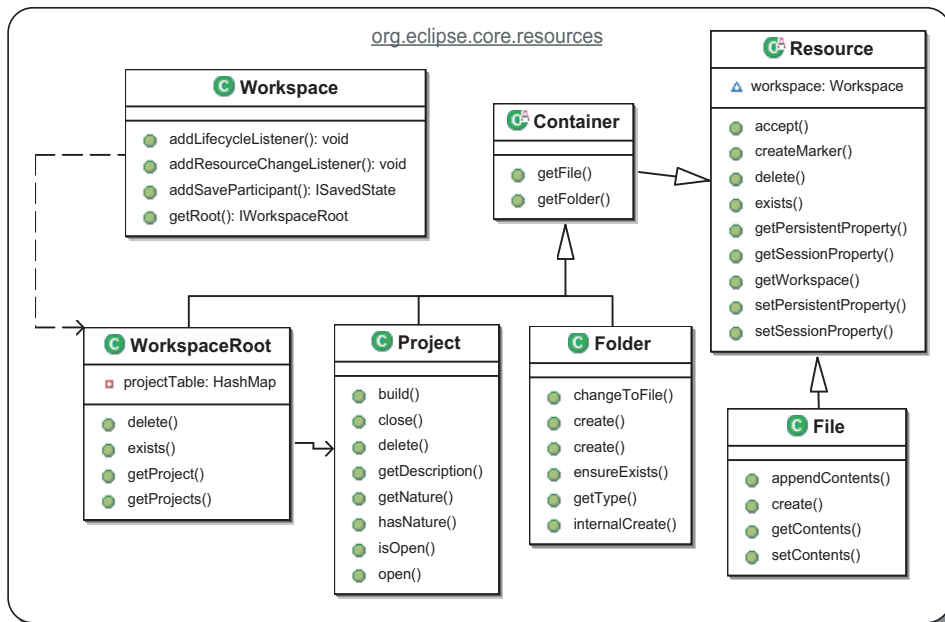 org.eclipse.core.resources
Workspace
addLifecycleListener(): void
addResourceChangeListener: void
addSaveParticipant(): ISavedState
getRoot(): IWorkspaceRoot
Container
getFile()
getFolder()
Resource
workspace: Workspace
accept()
createMarker()
delete()
exists()
getPersistentProperty()
getSessionProperty()
getWorkspace()
setPersistentProperty()
setSessionProperty()
WorkspaceRoot
projectTable: HashMap
delete()
exists()
getProject()
getProjects()
Project
build()
close()
delete()
getDescription()
getNature()
hasNature()
isOpen()
open()
Folder
changeToFile()
create()
create()
ensureExists()
getType()
internalCreate()
File
appendContents()
create()
getContents()
setContents()